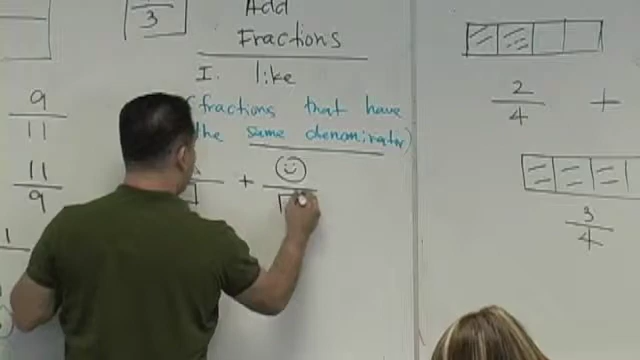 3
Add
Fractions
I. like
(fractions that have
the same denominator)
9
11
11
9
1
+
2
4
+
3
4